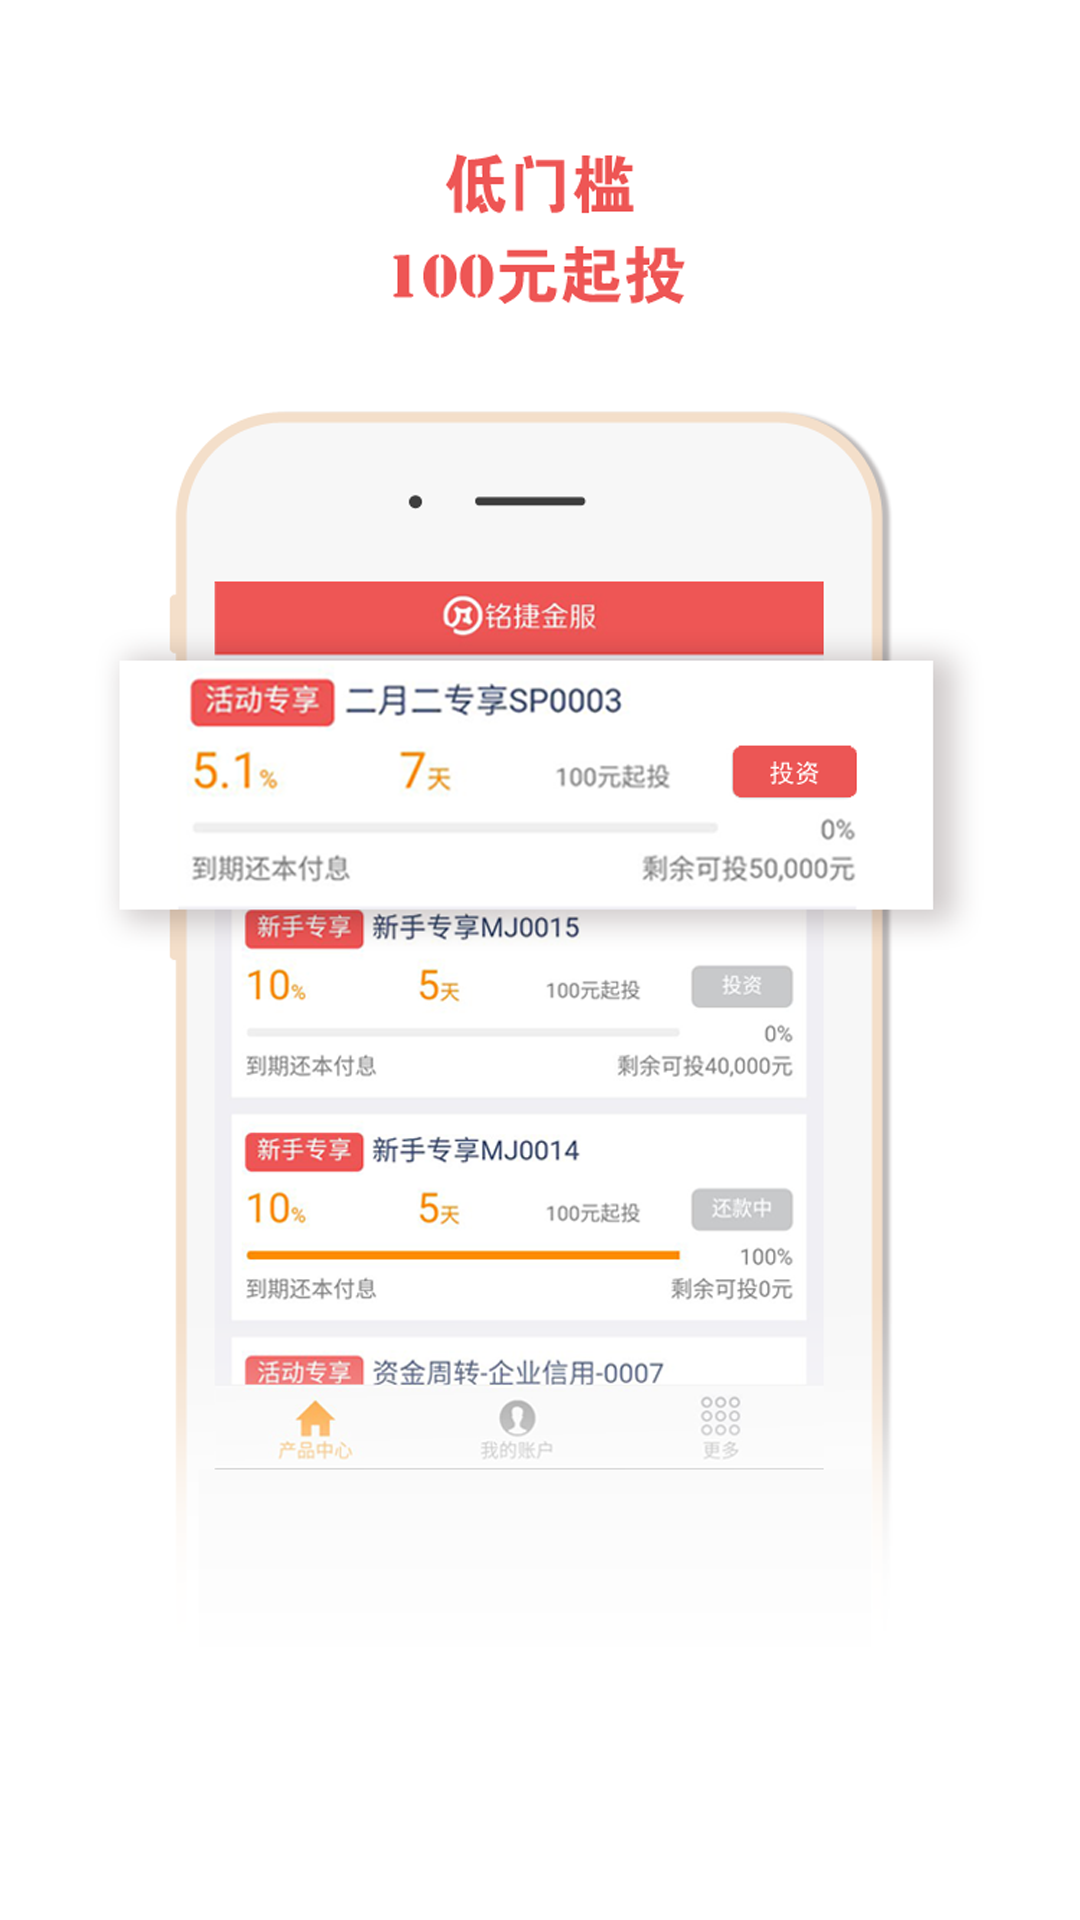 低门槛
100元起投
铭捷金服
活动专享 二月二专享SP0003
5.1% 7天 100元起投 投资
0%
到期还本付息 剩余可投50,000元
新手专享 新手专享MJ0015
10% 5天 100元起投 投资
0%
到期还本付息 剩余可投40,000元
新手专享 新手专享MJ0014
10% 5天 100元起投 还款中
100%
到期还本付息 剩余可投0元
活动专享 资金周转-企业信用-0007
产品中心 我的账户 更多